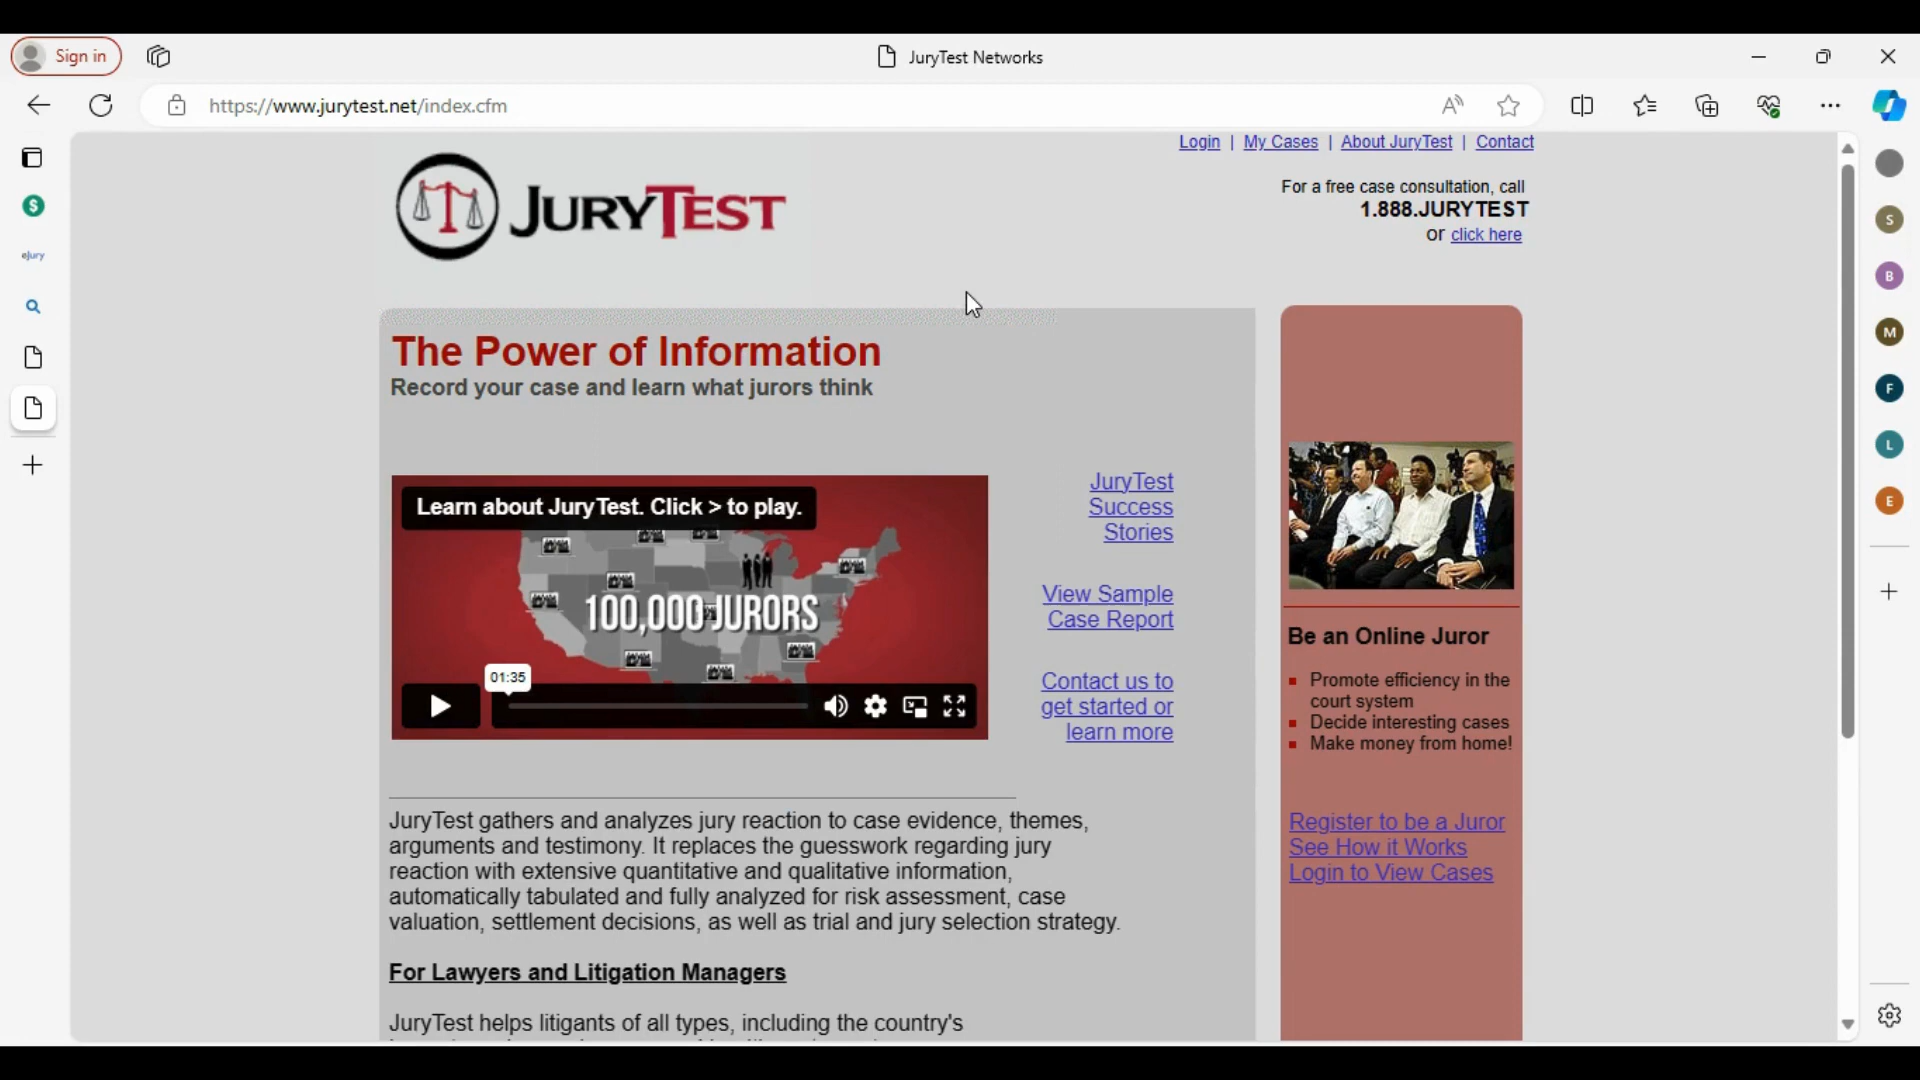 Sign in
JuryTest Networks
https://www.jurytest.net/index.cfm
Login | My Cases | About JuryTest | Contact
JURYTEST
For a free case consultation, call
1.888.JURYTEST
or click here
$
eJury
S
B
M
F
L
E
The Power of Information
Record your case and learn what jurors think
Learn about JuryTest. Click > to play.
100,000 JURORS
01:35
JuryTest
Success
Stories
View Sample
Case Report
Contact us to
get started or
learn more
Be an Online Juror
Promote efficiency in the
court system
Decide interesting cases
Make money from home!
Register to be a Juror
See How it Works
Login to View Cases
JuryTest gathers and analyzes jury reaction to case evidence, themes,
arguments and testimony. It replaces the guesswork regarding jury
reaction with extensive quantitative and qualitative information,
automatically tabulated and fully analyzed for risk assessment, case
valuation, settlement decisions, as well as trial and jury selection strategy.
For Lawyers and Litigation Managers
JuryTest helps litigants of all types, including the country's